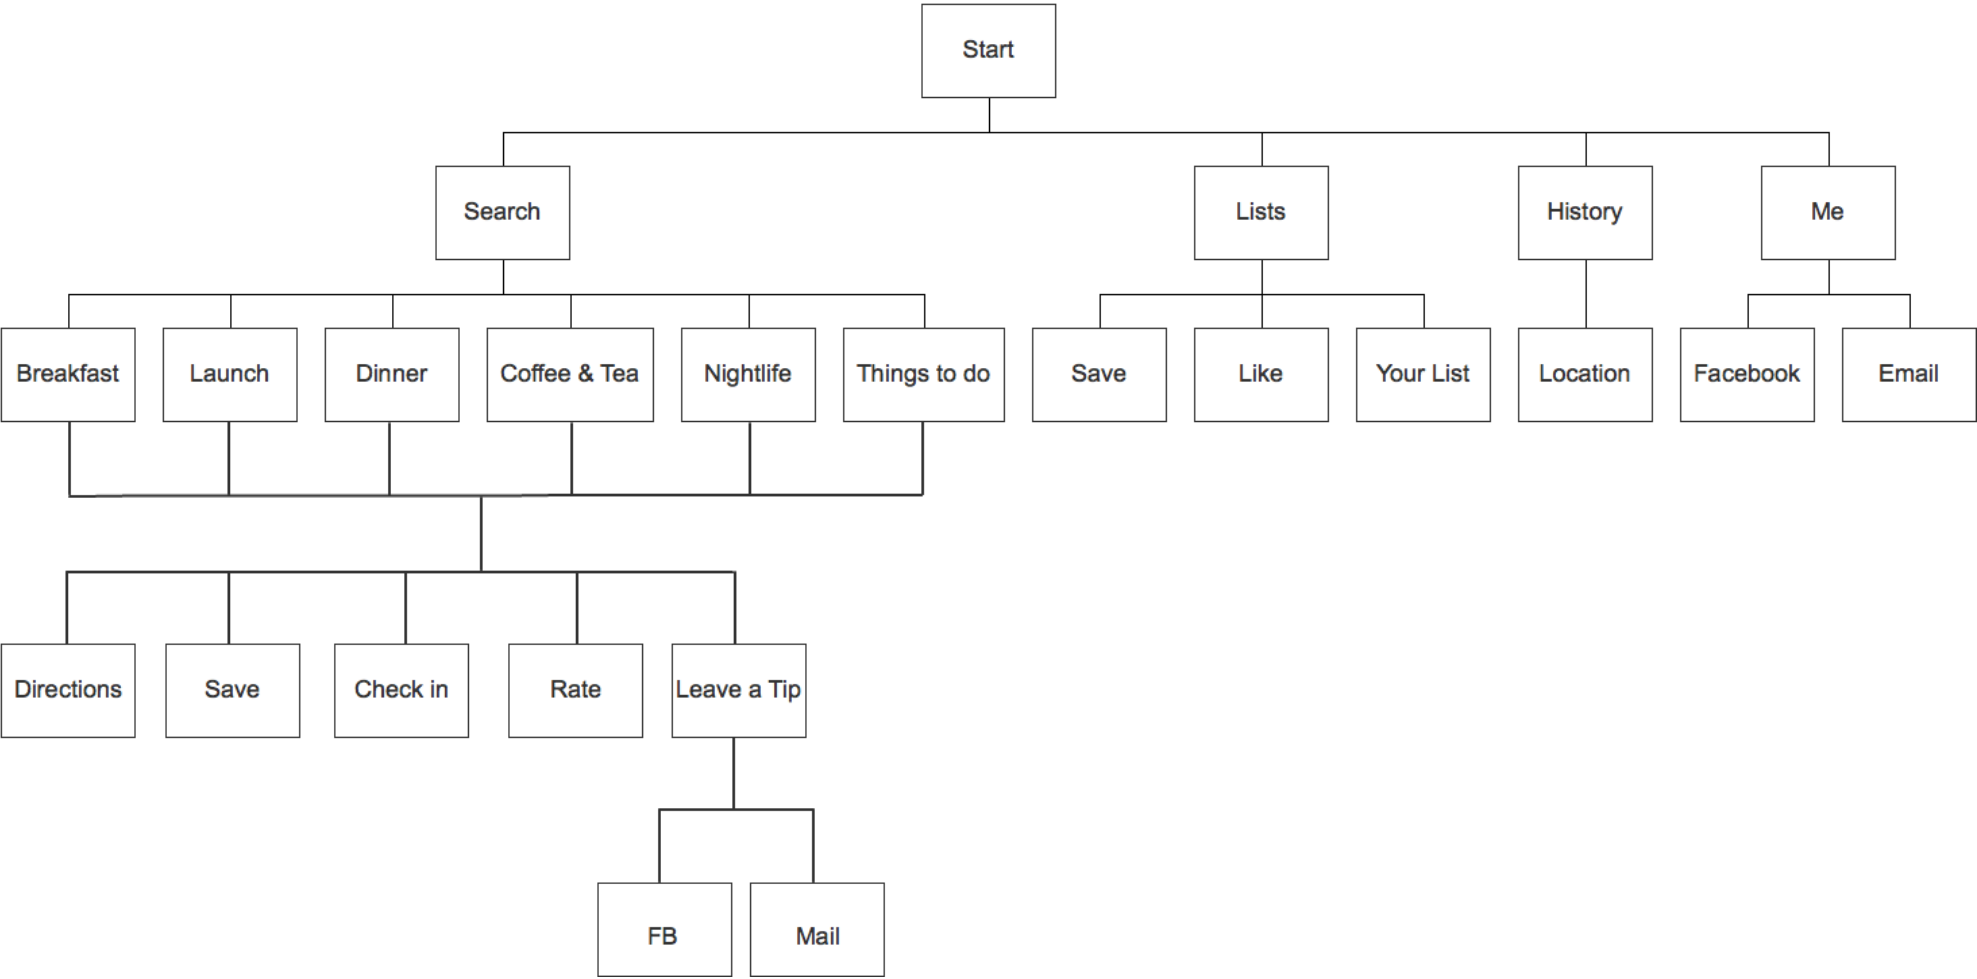 Start
Search
Lists
History
Me
Breakfast
Launch
Dinner
Coffee & Tea
Nightlife
Things to do
Save
Like
Your List
Location
Facebook
Email
Directions
Save
Check in
Rate
Leave a Tip
FB
Mail